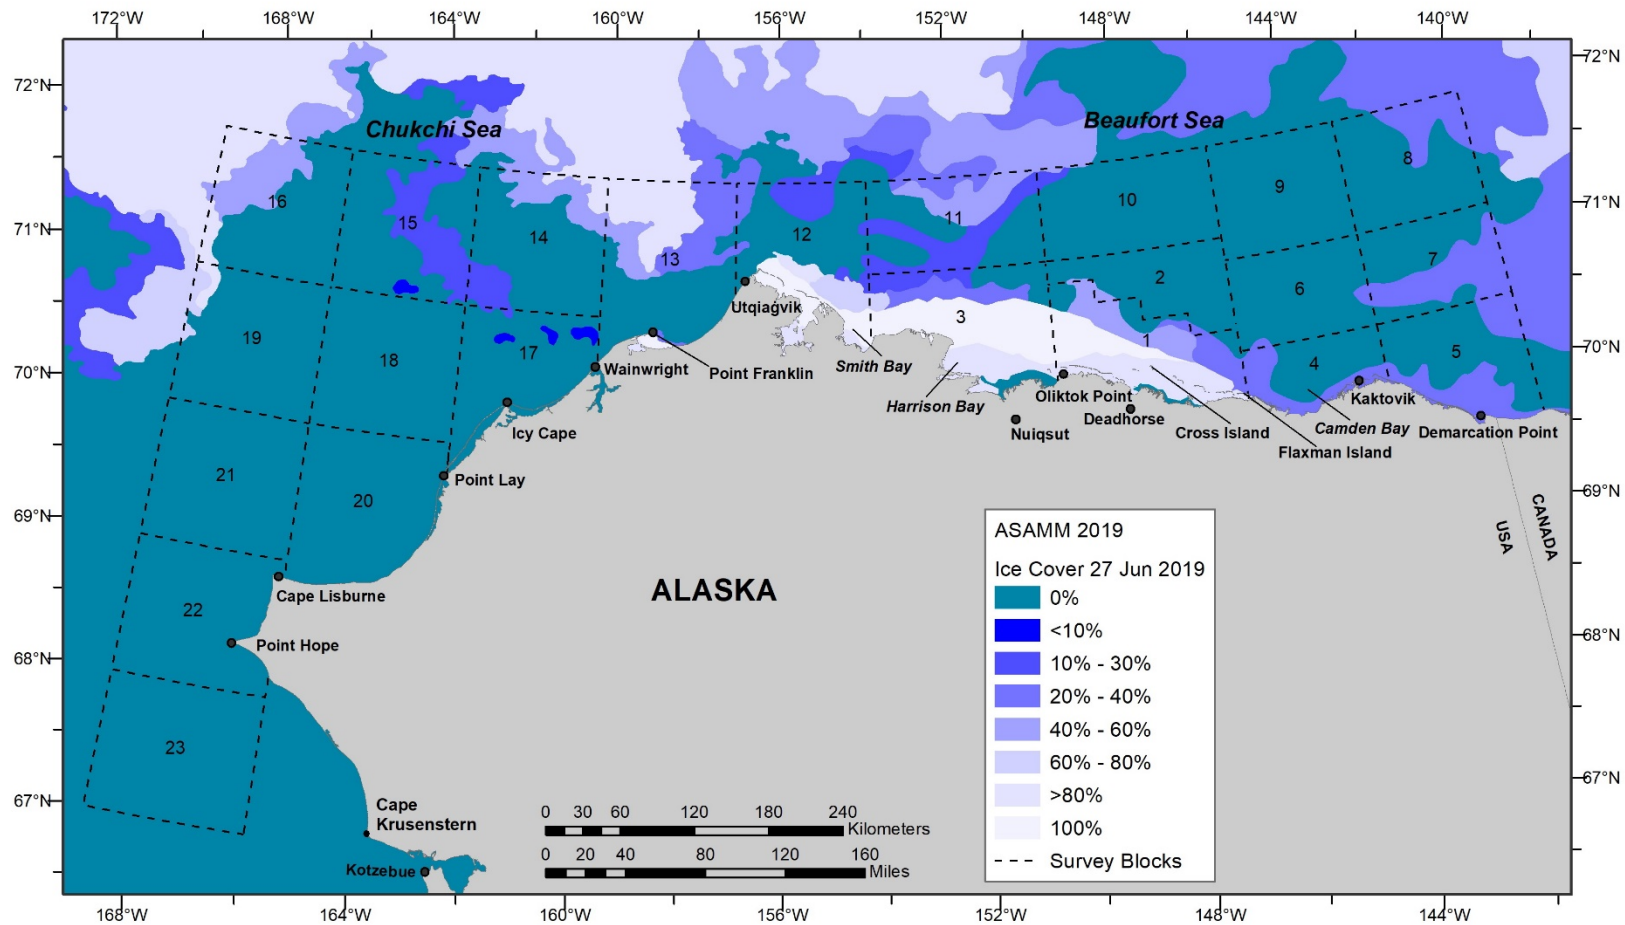 172°W 168°W 164°W 160°W 156°W 152°W 148°W 144°W 140°W
72°N 72°N
Chukchi Sea Beaufort Sea
8
9
10
16 15 14 13 12 11
71°N 71°N
7
2 6
19 18 17 3 1 4 5
Utqiaġvik
70°N 70°N
Wainwright Point Franklin Smith Bay
Harrison Bay Oliktok Point Kaktovik
Icy Cape Nuiqsut Deadhorse Cross Island Camden Bay Demarcation Point
Flaxman Island
21 20 Point Lay
69°N 69°N
CANADA
USA
ASAMM 2019
Ice Cover 27 Jun 2019
0%
<10%
10% - 30%
20% - 40%
40% - 60%
60% - 80%
>80%
100%
Survey Blocks
ALASKA
Cape Lisburne
22
Point Hope
68°N 68°N
23
67°N 67°N
Cape
Krusenstern
Kotzebue
0 30 60 120 180 240
Kilometers
0 20 40 80 120 160
Miles
168°W 164°W 160°W 156°W 152°W 148°W 144°W